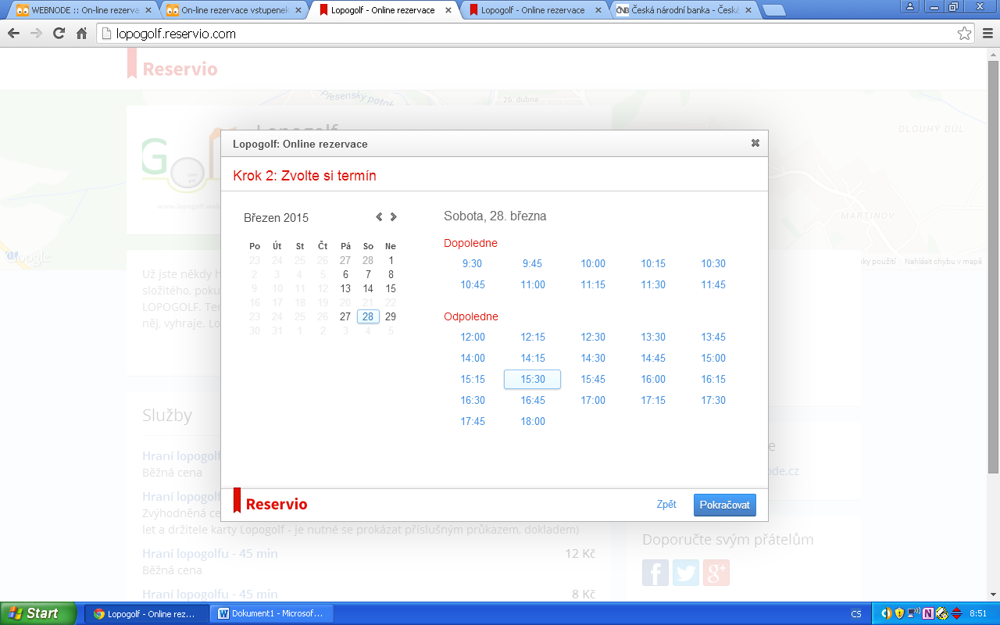 WEBNODE :: On-line rezerva
On-line rezervace vstupenek
Lopogolf - Online rezervace
Lopogolf - Online rezervace
Česká národní banka - Česká
lopogolf.reservio.com
Reservio
Plesenský potok
26. dubna
DLOUHÝ DŮL
MARTINOV
Lopogolf
Google
ky použití Nahlásit chybu v mapě
Lopogolf: Online rezervace
Krok 2: Zvolte si termín
Březen 2015
Po Út St Čt Pá So Ne
23 24 25 26 27 28 1
2 3 4 5 6 7 8
9 10 11 12 13 14 15
16 17 18 19 20 21 22
23 24 25 26 27 28 29
30 31 1 2 3 4 5
Sobota, 28. března
Dopoledne
9:30 9:45 10:00 10:15 10:30
10:45 11:00 11:15 11:30 11:45
Odpoledne
12:00 12:15 12:30 13:30 13:45
14:00 14:15 14:30 14:45 15:00
15:15 15:30 15:45 16:00 16:15
16:30 16:45 17:00 17:15 17:30
17:45 18:00
Reservio
Zpět
Pokračovat
Už jste někdy h
složitého, poku
LOPOGOLF. Ter
něj, vyhraje. Lo
Služby
Hraní lopogolf
Běžná cena
Hraní lopogolf
Zvýhodněná ce
let a držitele karty Lopogolf - je nutné se prokázat příslušným průkazem, dokladem)
Hraní lopogolfu - 45 min 12 Kč
Běžná cena
Hraní lopogolfu - 45 min 8 Kč
e
ode.cz
Doporučte svým přátelům
Start
Lopogolf - Online rez...
Dokument1 - Microsof...
CS
8:51